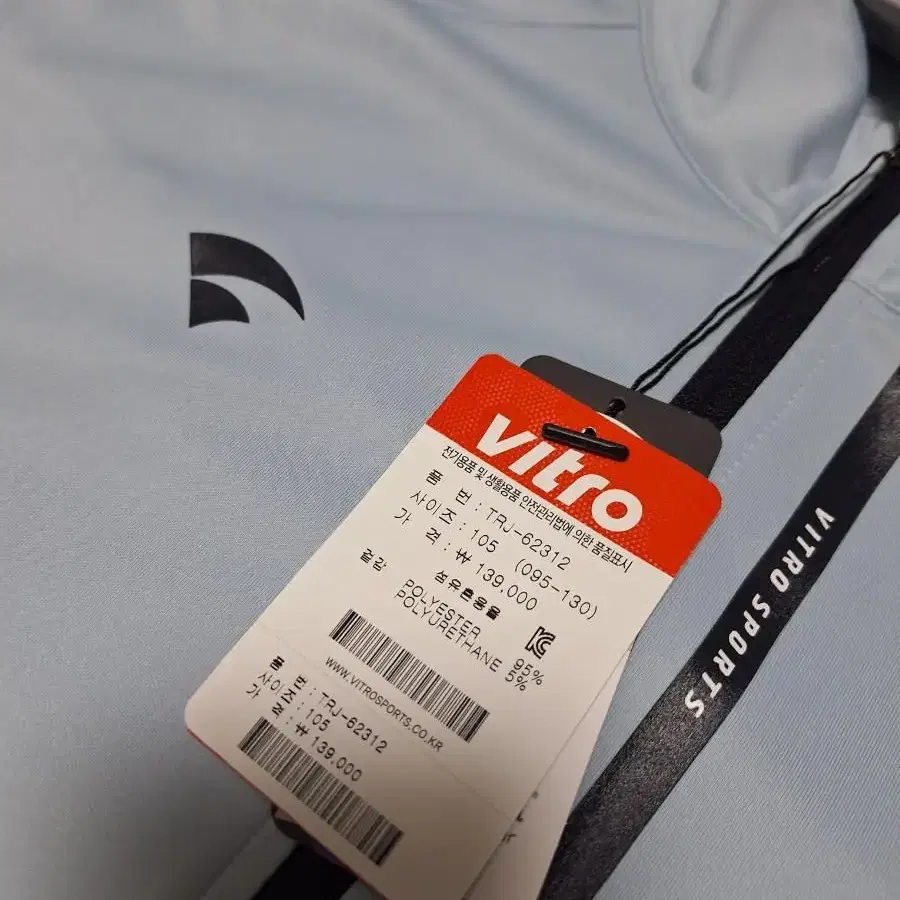 vitro
전기용품 및 생활용품 안전관리법에 의한 품질표시
품 번 : TRJ-62312
사이즈 : 105 (095-130)
가 격 : ₩ 139,000
겉감 섬유혼용율
POLYESTER 95%
POLYURETHANE 5%
WWW.VITROSPORTS.CO.KR
품 번 : TRJ-62312
사이즈 : 105
가 격 : ₩ 139,000
VITRO SPORTS